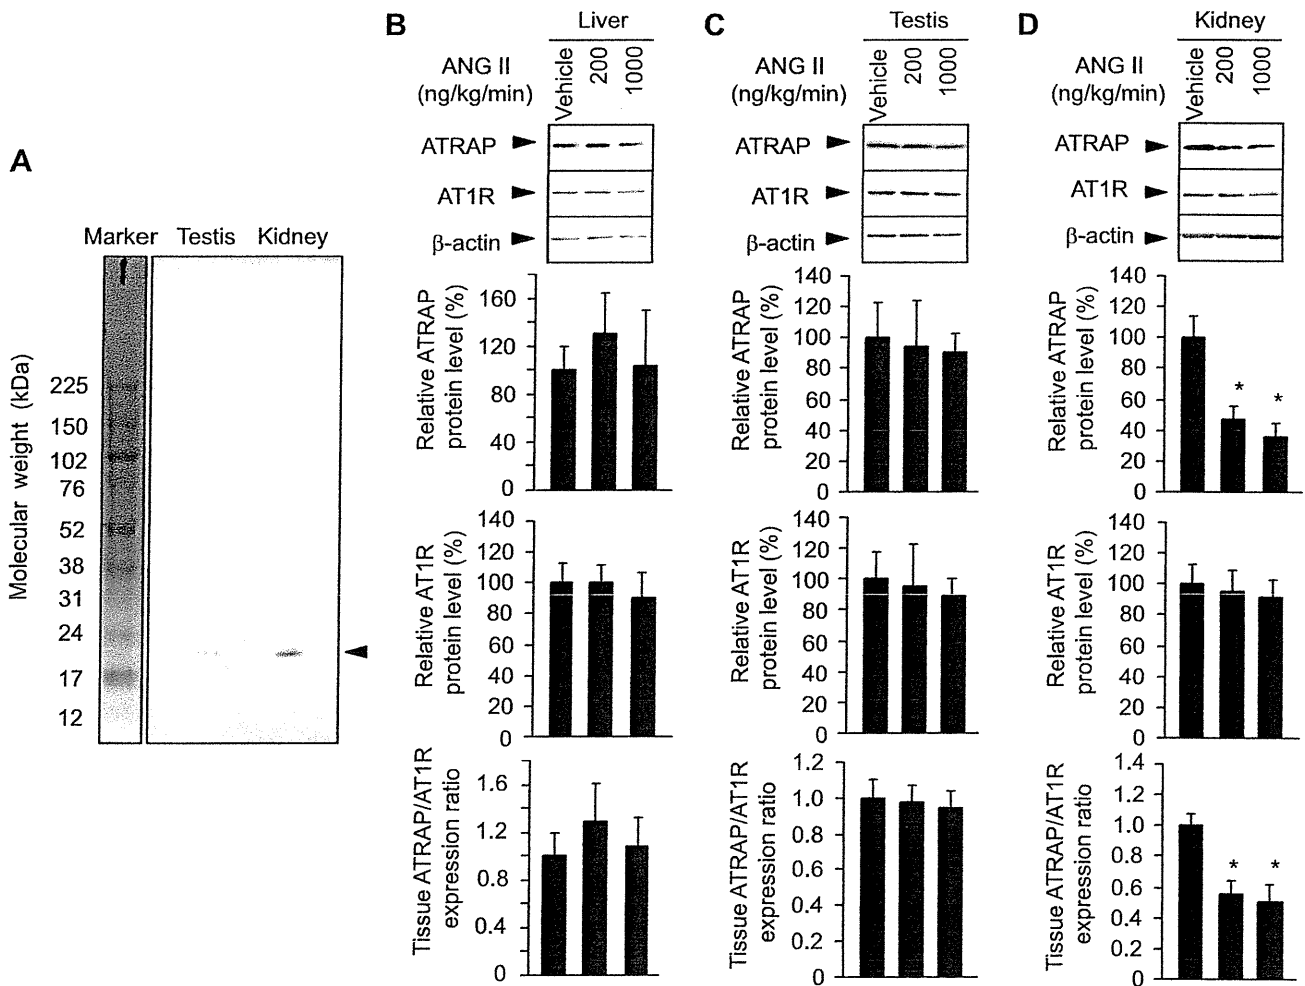 A
Marker Testis Kidney
Molecular weight (kDa)
225
150
102
76
52
38
31
24
17
12
B
Liver
ANG II
(ng/kg/min)
Vehicle
200
1000
ATRAP
AT1R
β-actin
Relative ATRAP
protein level (%)
160
120
80
40
0
Relative AT1R
protein level (%)
140
120
100
80
60
40
20
0
Tissue ATRAP/AT1R
expression ratio
1.6
1.2
0.8
0.4
0
C
Testis
ANG II
(ng/kg/min)
Vehicle
200
1000
ATRAP
AT1R
β-actin
Relative ATRAP
protein level (%)
140
120
100
80
60
40
20
0
Relative AT1R
protein level (%)
140
120
100
80
60
40
20
0
Tissue ATRAP/AT1R
expression ratio
1.2
1.0
0.8
0.6
0.4
0.2
0
D
Kidney
ANG II
(ng/kg/min)
Vehicle
200
1000
ATRAP
AT1R
β-actin
Relative ATRAP
protein level (%)
140
120
100
80
60
40
20
0
* *
Relative AT1R
protein level (%)
140
120
100
80
60
40
20
0
Tissue ATRAP/AT1R
expression ratio
1.4
1.2
1.0
0.8
0.6
0.4
0.2
0
* *